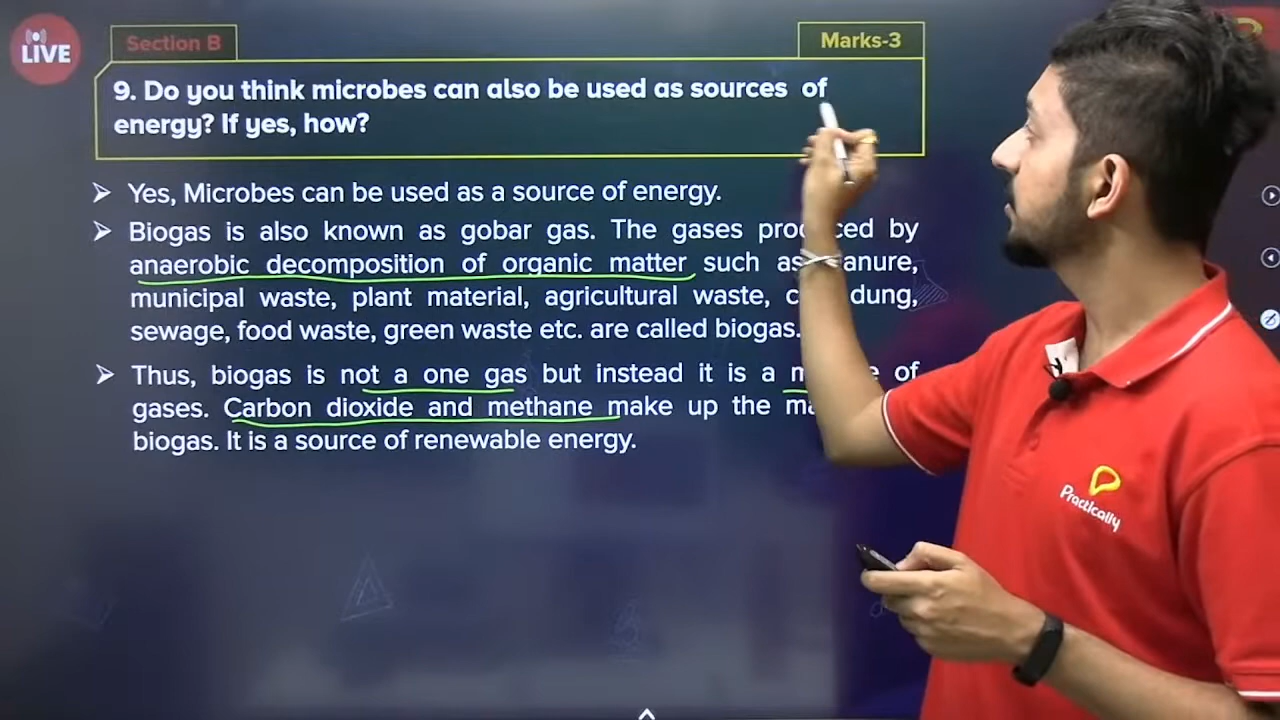 LIVE
Section B
Marks-3
9. Do you think microbes can also be used as sources of
energy? If yes, how?
Yes, Microbes can be used as a source of energy.
Biogas is also known as gobar gas. The gases by
anaerobic decomposition of organic matter such as
municipal waste, plant material, agricultural waste, dung,
sewage, food waste, green waste etc. are called biogas.
Thus, biogas is not a one gas but instead it is a of
gases. Carbon dioxide and methane make up the
biogas. It is a source of renewable energy.
Practically